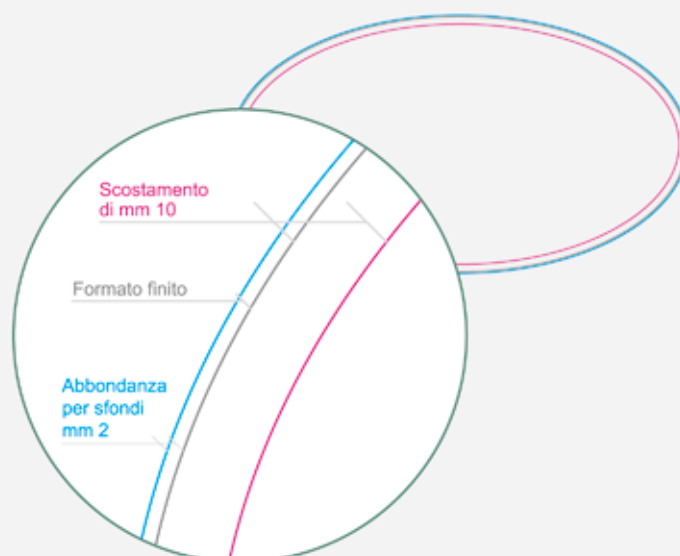 Scostamento
di mm 10
Formato finito
Abbondanza
per sfondi
mm 2